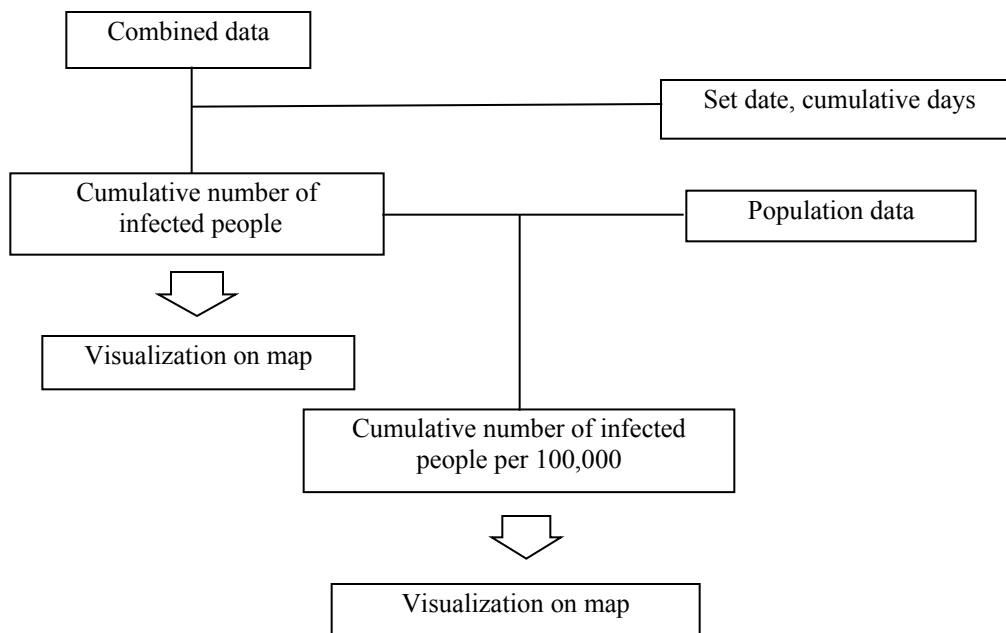 Combined data
Set date, cumulative days
Cumulative number of
infected people
Population data
Visualization on map
Cumulative number of infected
people per 100,000
Visualization on map